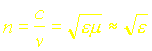 n = c/v = √εμ ≈ √ε